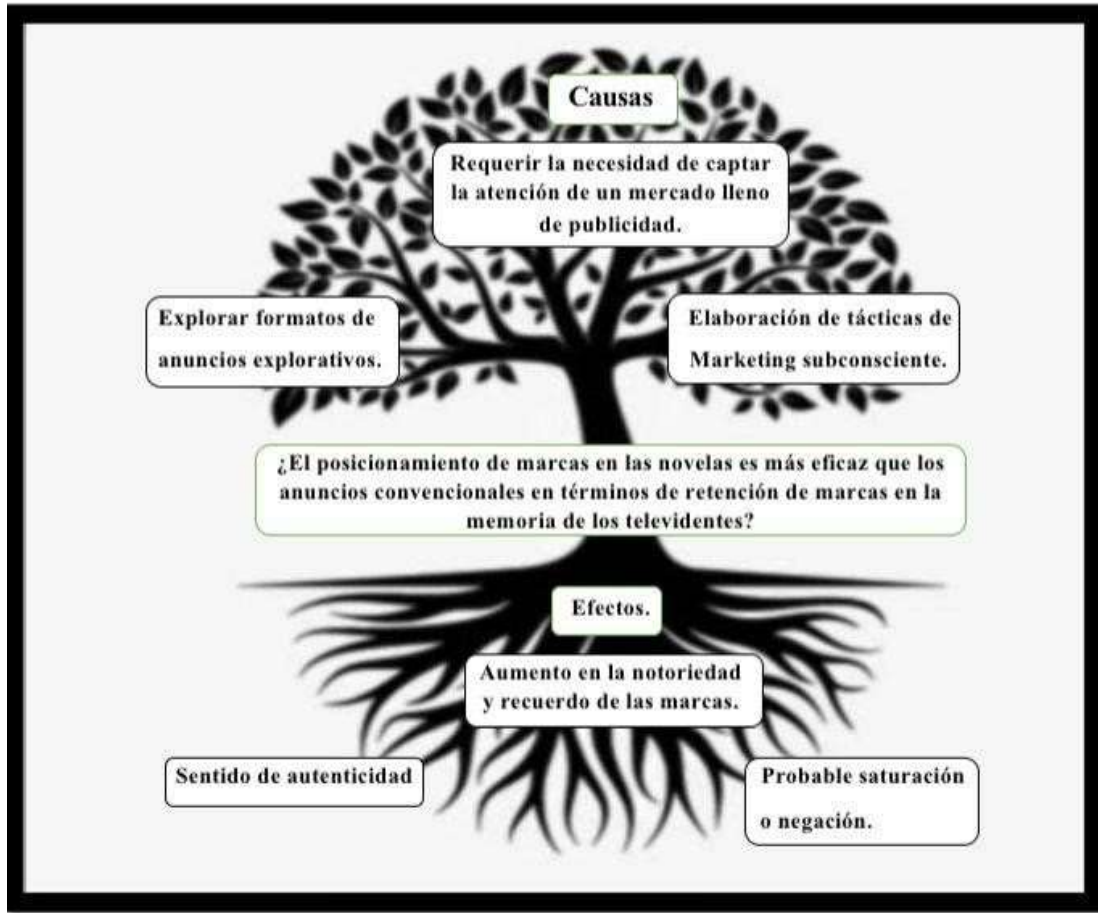 Causas
Requerir la necesidad de captar
la atención de un mercado lleno
de publicidad.
Explorar formatos de
anuncios explorativos.
Elaboración de tácticas de
Marketing subconsciente.
¿El posicionamiento de marcas en las novelas es más eficaz que los
anuncios convencionales en términos de retención de marcas en la
memoria de los televidentes?
Efectos.
Aumento en la notoriedad
y recuerdo de las marcas.
Sentido de autenticidad
Probable saturación
o negación.